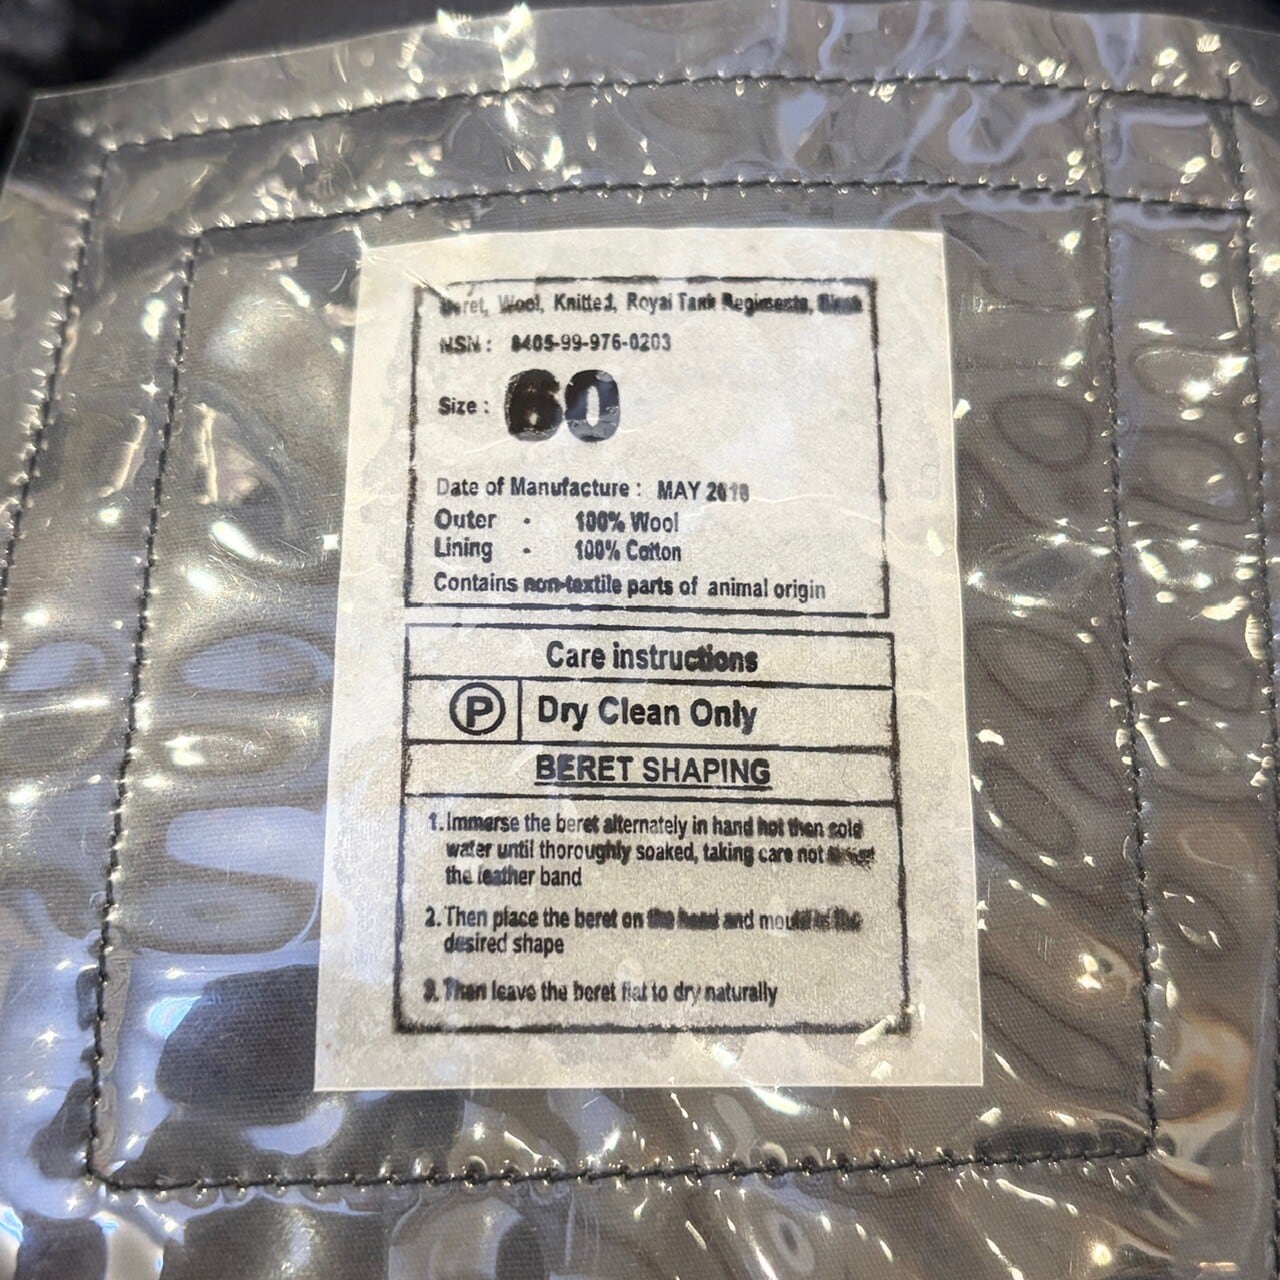 Beret, Wool, Knitted, Royal Tank Regiments,
NSN : 8405-99-976-0203
Size : 60
Date of Manufacture : MAY
Outer - 100% Wool
Lining - 100% Cotton
Contains non-textile parts of animal origin
Care instructions
P Dry Clean Only
BERET SHAPING
1. Immerse the beret alternately in hand hot then cold
water until thoroughly soaked, taking care not
the leather band
2. Then place the beret on the head and mould to the
desired shape
3. Then leave the beret flat to dry naturally